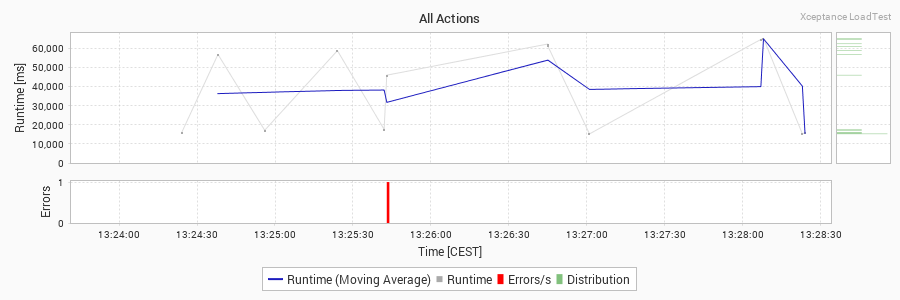 All Actions
Xceptance LoadTest
Runtime [ms]
60,000
50,000
40,000
30,000
20,000
10,000
0
Errors
1
0
13:24:00 13:24:30 13:25:00 13:25:30 13:26:00 13:26:30 13:27:00 13:27:30 13:28:00 13:28:30
Time [CEST]
Runtime (Moving Average) Runtime Errors/s Distribution